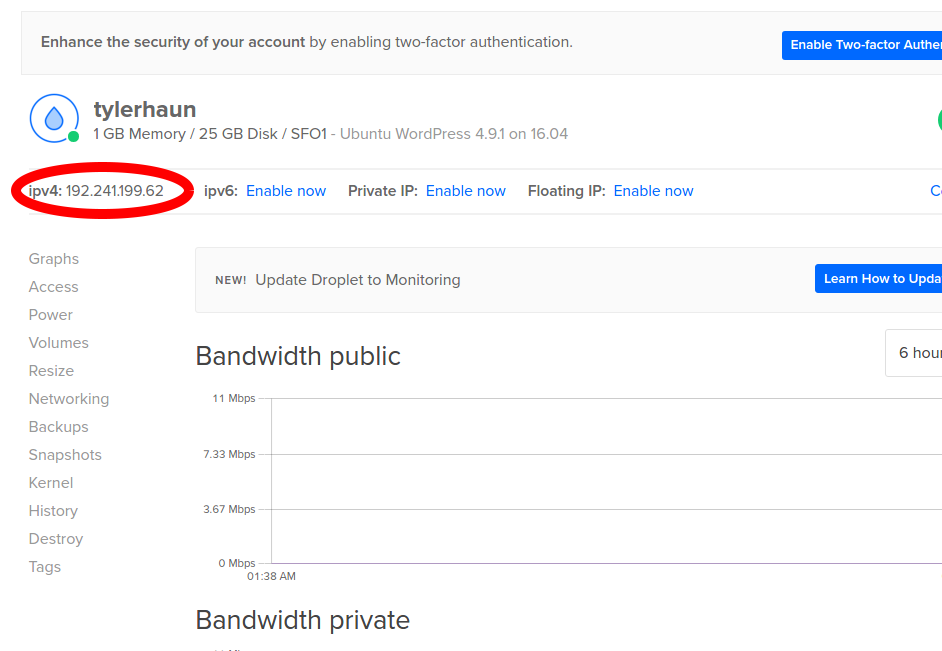 Enhance the security of your account by enabling two-factor authentication.
Enable Two-factor Authe
tylerhaun
1 GB Memory / 25 GB Disk / SFO1 - Ubuntu WordPress 4.9.1 on 16.04
ipv4: 192.241.199.62 ipv6: Enable now Private IP: Enable now Floating IP: Enable now
Graphs
Access
Power
Volumes
Resize
Networking
Backups
Snapshots
Kernel
History
Destroy
Tags
NEW! Update Droplet to Monitoring
Learn How to Upda
Bandwidth public
6 hour
11 Mbps
7.33 Mbps
3.67 Mbps
0 Mbps
01:38 AM
Bandwidth private